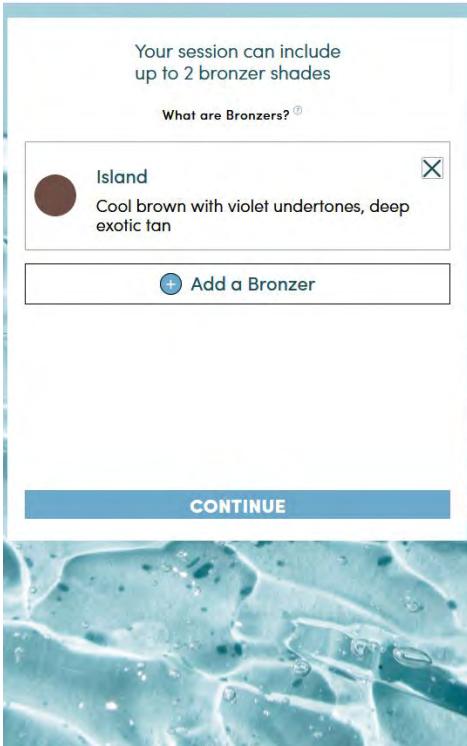 Your session can include
up to 2 bronzer shades
What are Bronzers? ?
Island
Cool brown with violet undertones, deep
exotic tan
+ Add a Bronzer
CONTINUE